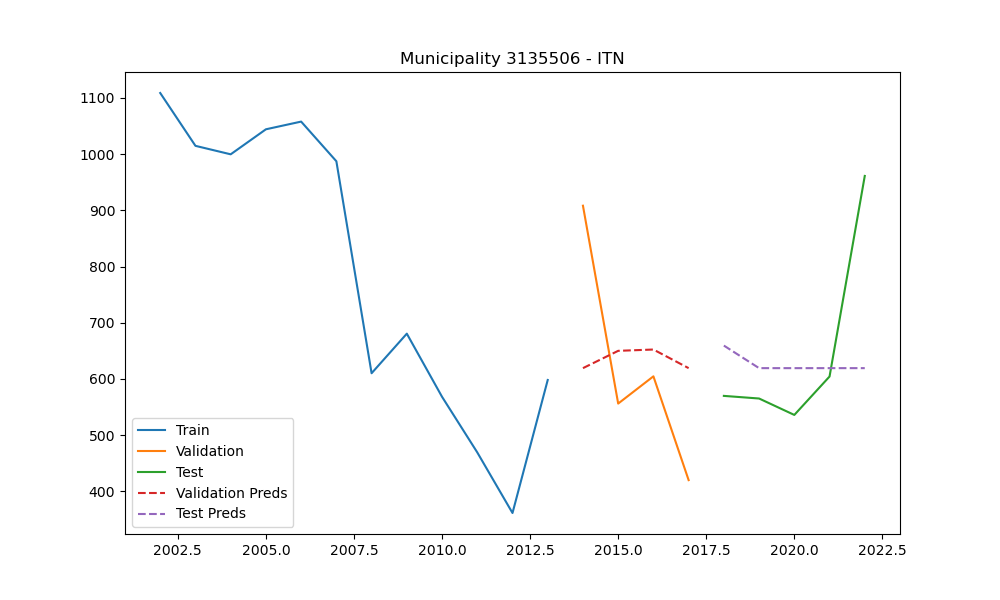 Municipality 3135506 - ITN
1100
1000
900
800
700
600
500
400
Train
Validation
Test
Validation Preds
Test Preds
2002.5 2005.0 2007.5 2010.0 2012.5 2015.0 2017.5 2020.0 2022.5